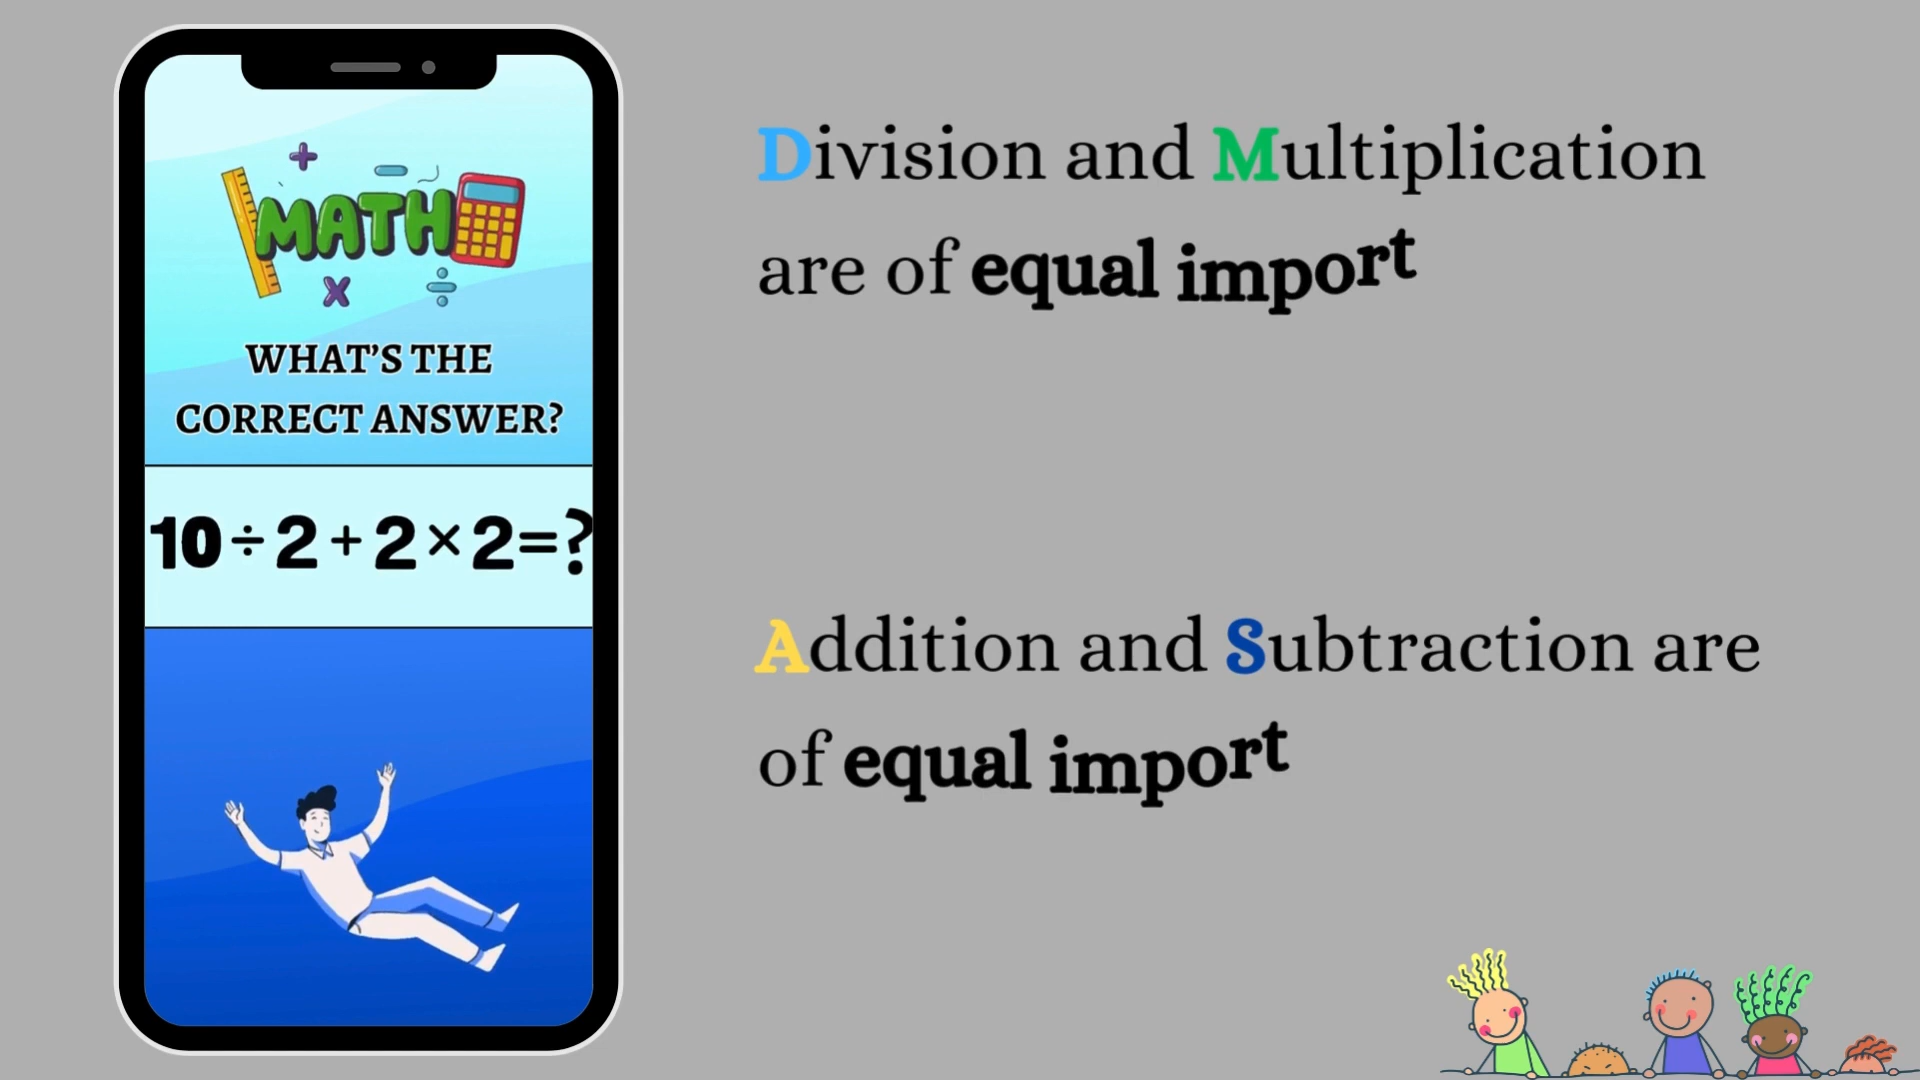 MATH
WHAT’S THE
CORRECT ANSWER?
10÷2+2×2=?
Division and Multiplication
are of equal import
Addition and Subtraction are
of equal import